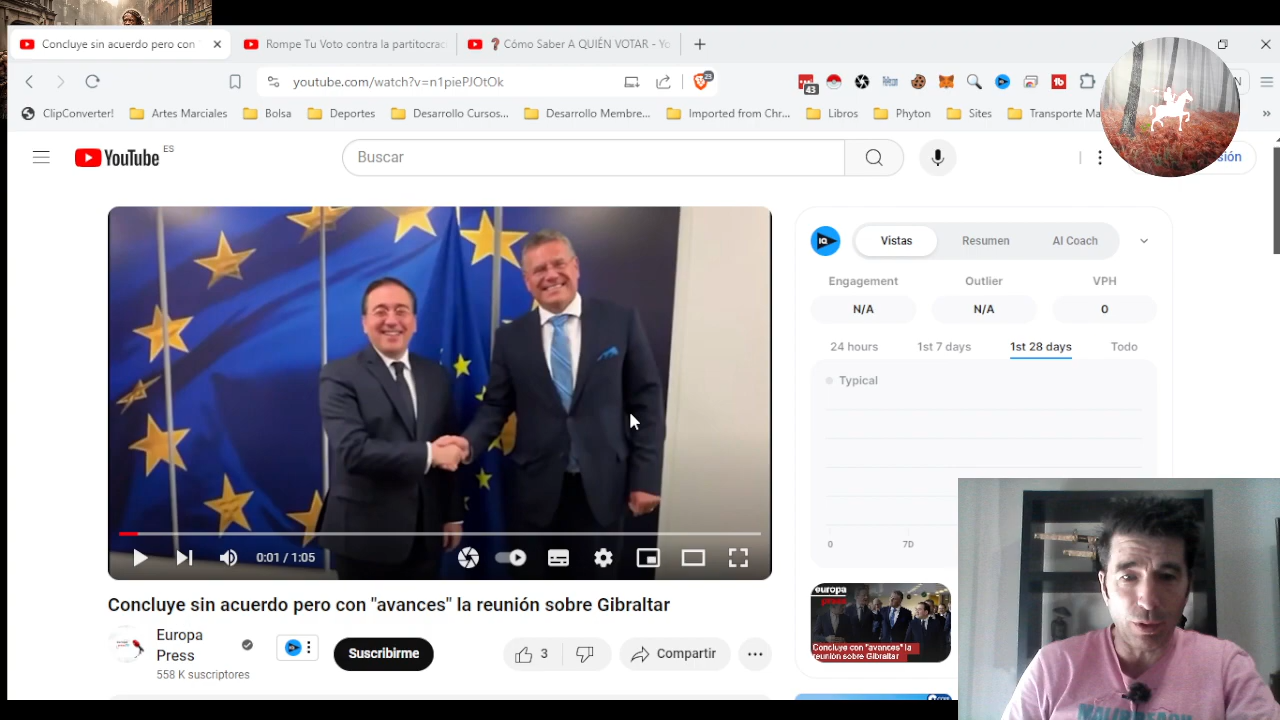 Concluye sin acuerdo pero con "
Rompe Tu Voto contra la partitocrac
❓ Cómo Saber A QUIÉN VOTAR - Yo
youtube.com/watch?v=n1piePJOtOk
23
43
ClipConverter!
Artes Marciales
Bolsa
Deportes
Desarrollo Cursos...
Desarrollo Membre...
Imported from Chr...
Libros
Phyton
Sites
Transporte Ma
»
YouTube ES
Buscar
sión
Vistas
Resumen
AI Coach
Engagement
Outlier
VPH
N/A
N/A
0
24 hours
1st 7 days
1st 28 days
Todo
Typical
0
7D
0:01 / 1:05
Concluye sin acuerdo pero con "avances" la reunión sobre Gibraltar
Europa
Press
558 K suscriptores
Suscribirme
3
Compartir
europa
press
Concluye con "avances" la
reunión sobre Gibraltar